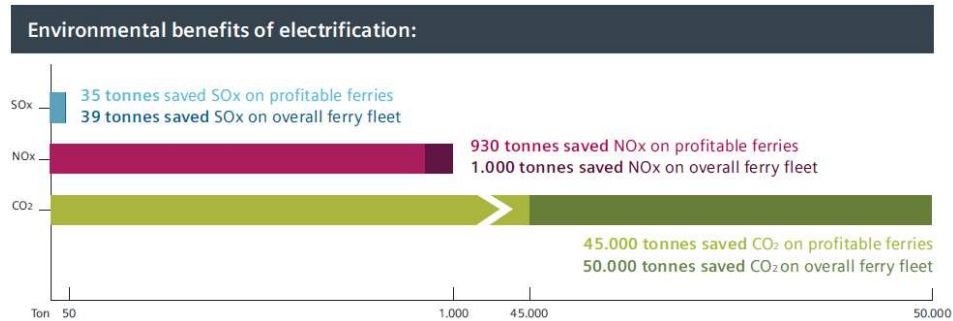 Environmental benefits of electrification:
SOx
35 tonnes saved SOx on profitable ferries
39 tonnes saved SOx on overall ferry fleet
NOx
930 tonnes saved NOx on profitable ferries
1.000 tonnes saved NOx on overall ferry fleet
CO₂
45.000 tonnes saved CO₂ on profitable ferries
50.000 tonnes saved CO₂ on overall ferry fleet
Ton 50 1.000 45.000 50.000